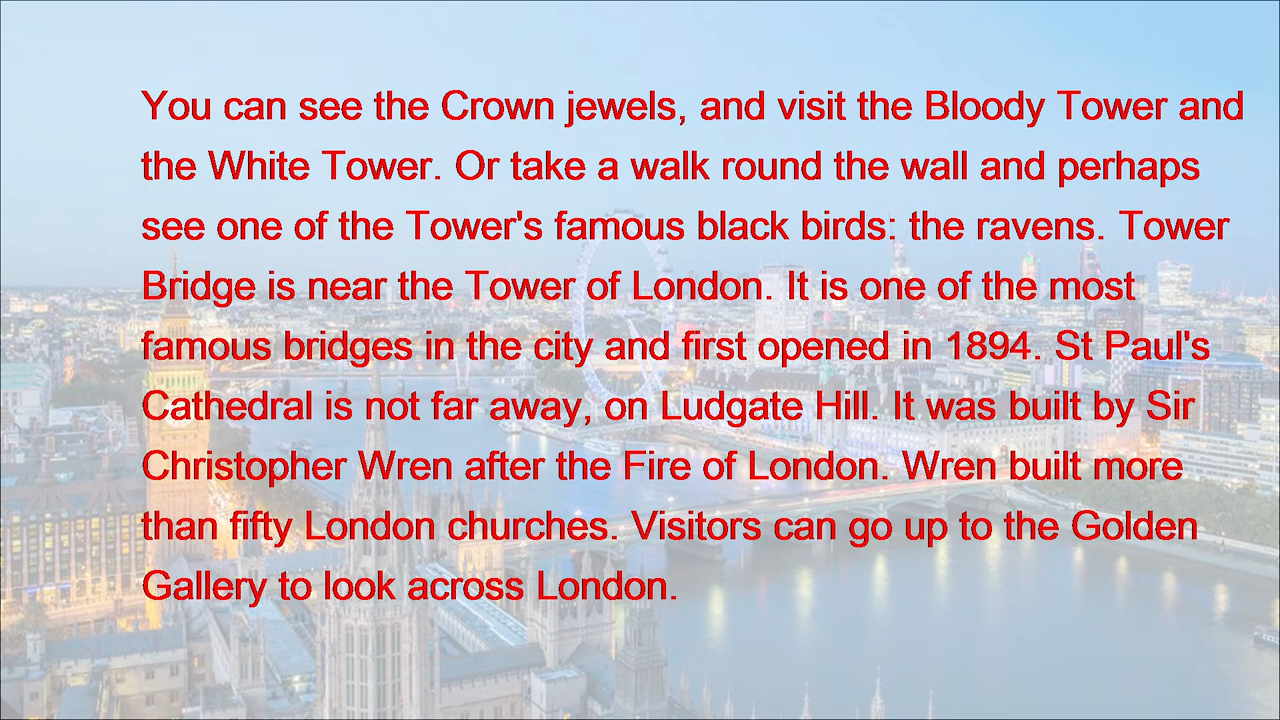 You can see the Crown jewels, and visit the Bloody Tower and
the White Tower. Or take a walk round the wall and perhaps
see one of the Tower's famous black birds: the ravens. Tower
Bridge is near the Tower of London. It is one of the most
famous bridges in the city and first opened in 1894. St Paul's
Cathedral is not far away, on Ludgate Hill. It was built by Sir
Christopher Wren after the Fire of London. Wren built more
than fifty London churches. Visitors can go up to the Golden
Gallery to look across London.